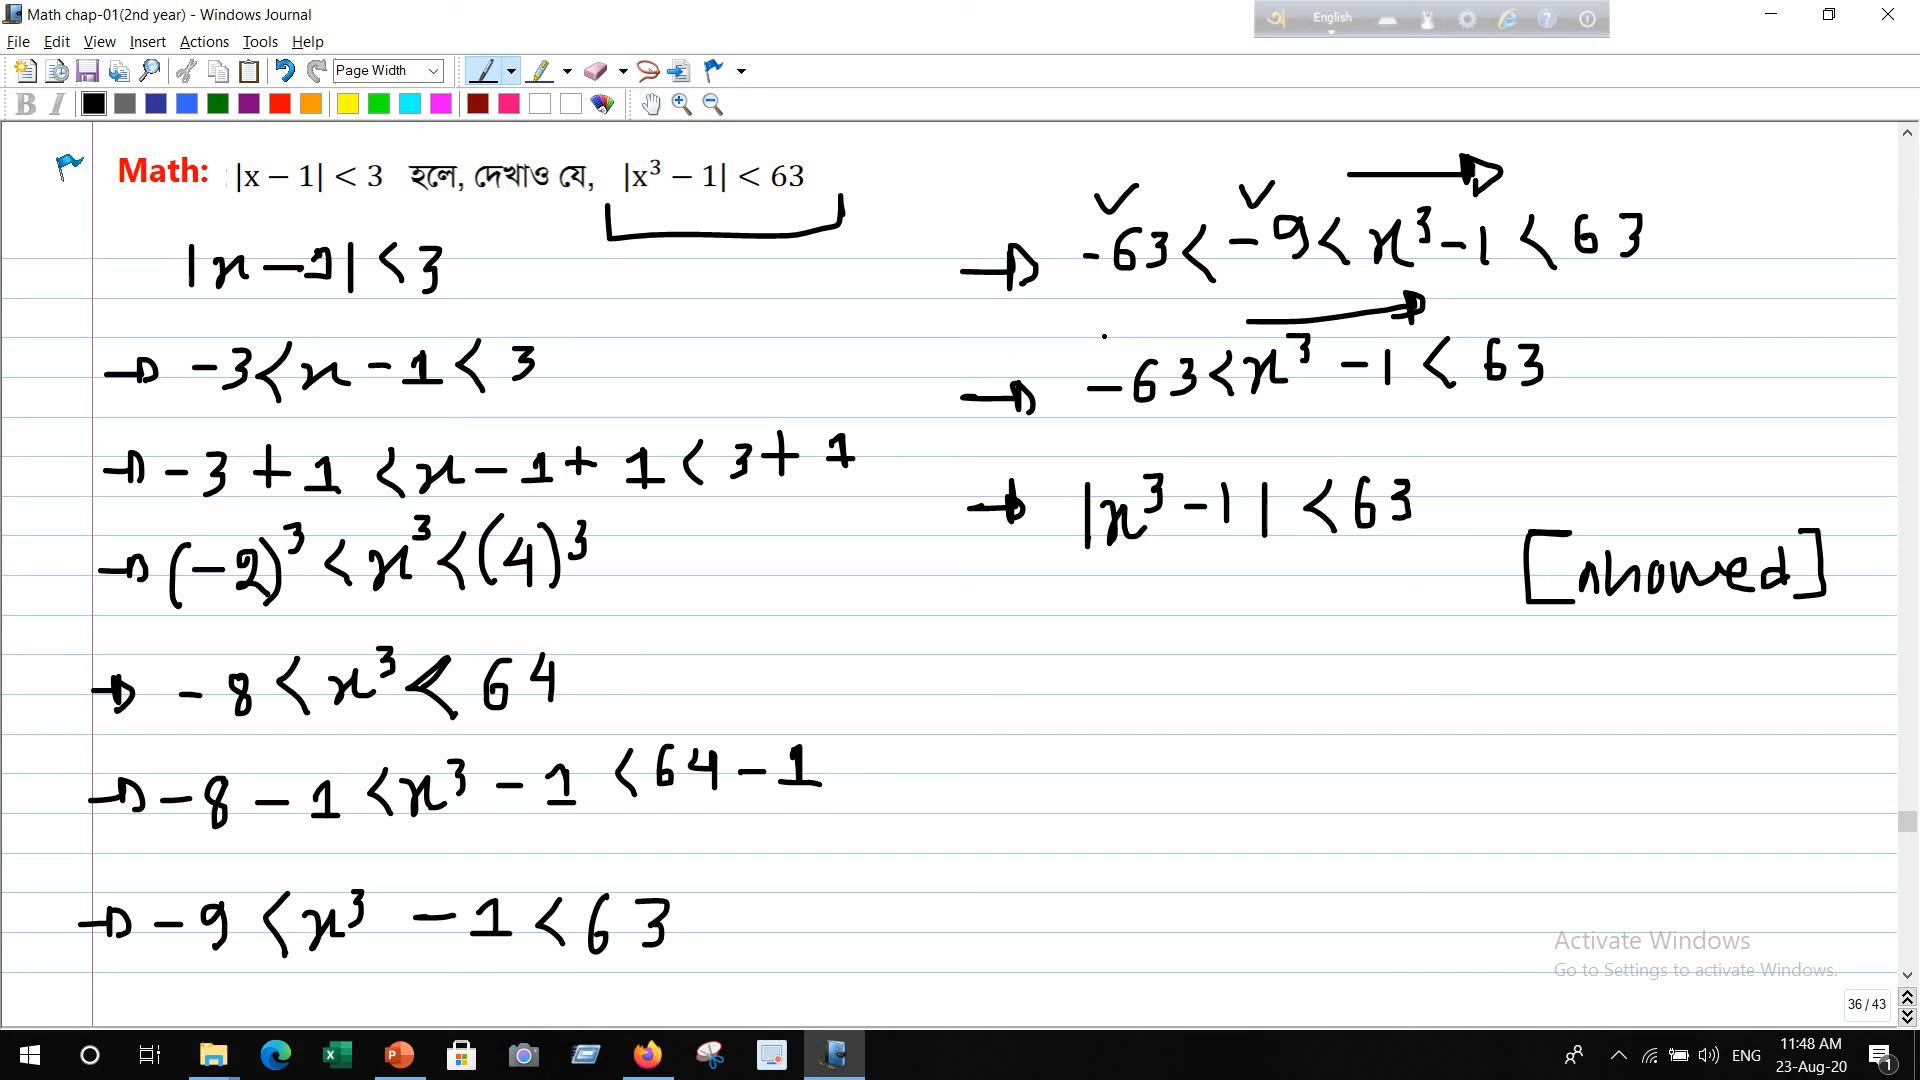 Math chap-01(2nd year) - Windows Journal
English
File Edit View Insert Actions Tools Help
Page Width
B I
Math: |x − 1| < 3 হলে, দেখাও যে, |x³ − 1| < 63
|x − 1| < 3
→ -3 < x - 1 < 3
→ -3 + 1 < x - 1 + 1 < 3 + 1
→ (-2)³ < x³ < (4)³
→ -8 < x³ < 64
→ -8 - 1 < x³ - 1 < 64 - 1
→ -9 < x³ - 1 < 63
→ -63 < -9 < x³ - 1 < 63
→ -63 < x³ - 1 < 63
→ |x³ - 1| < 63
[showed]
Activate Windows
Go to Settings to activate Windows.
36 / 43
ENG
11:48 AM
23-Aug-20
1